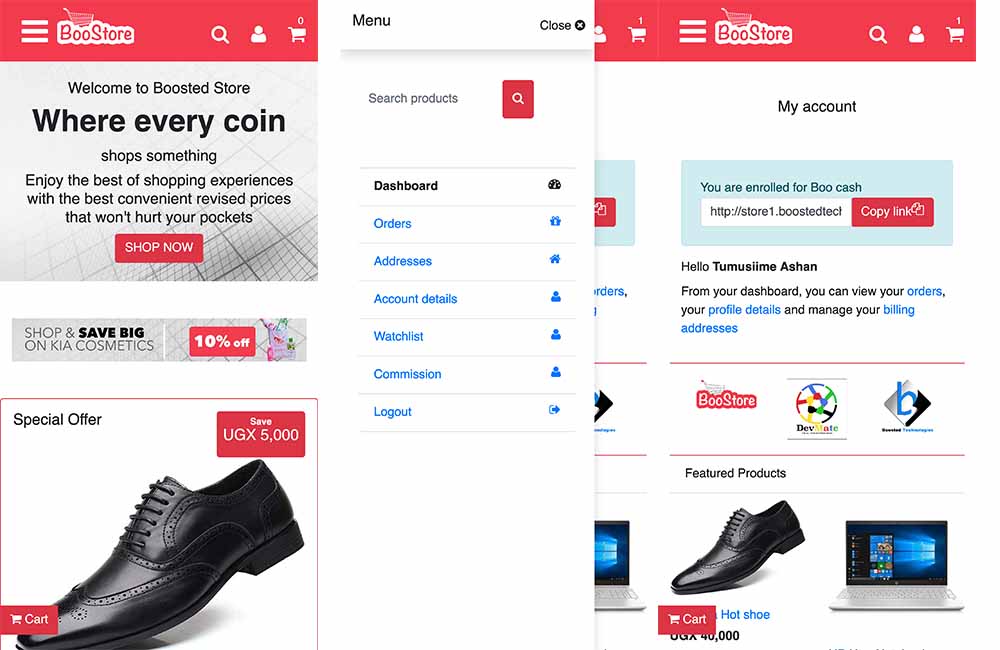 BooStore
0
Welcome to Boosted Store
Where every coin
shops something
Enjoy the best of shopping experiences
with the best convenient revised prices
that won't hurt your pockets
SHOP NOW
SHOP & SAVE BIG
ON KIA COSMETICS
10% off
Special Offer
Save
UGX 5,000
Cart
Menu
Close
Search products
Dashboard
Orders
Addresses
Account details
Watchlist
Commission
Logout
1
BooStore
1
My account
You are enrolled for Boo cash
http://store1.boostedtecl
Copy link
Hello Tumusiime Ashan
From your dashboard, you can view your orders,
your profile details and manage your billing
addresses
BooStore
DevMate
Boosted Technologies
Featured Products
Hot shoe
Cart
UGX 40,000